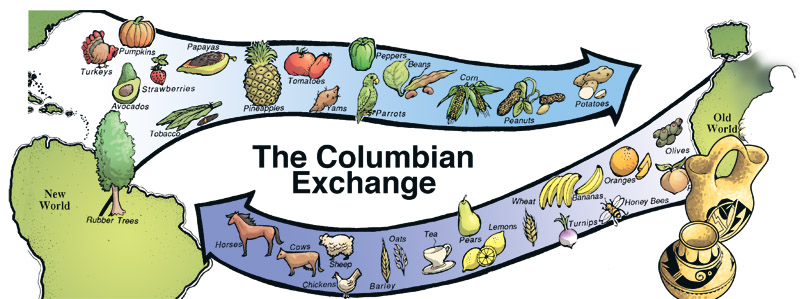 Pumpkins
Papayas
Turkeys
Strawberries
Avocados
Tobacco
Pineapples
Tomatoes
Yams
Peppers
Beans
Parrots
Corn
Peanuts
Potatoes
The Columbian
Exchange
New
World
Rubber Trees
Old
World
Olives
Oranges
Bananas
Honey Bees
Wheat
Turnips
Lemons
Pears
Tea
Oats
Barley
Sheep
Cows
Chickens
Horses